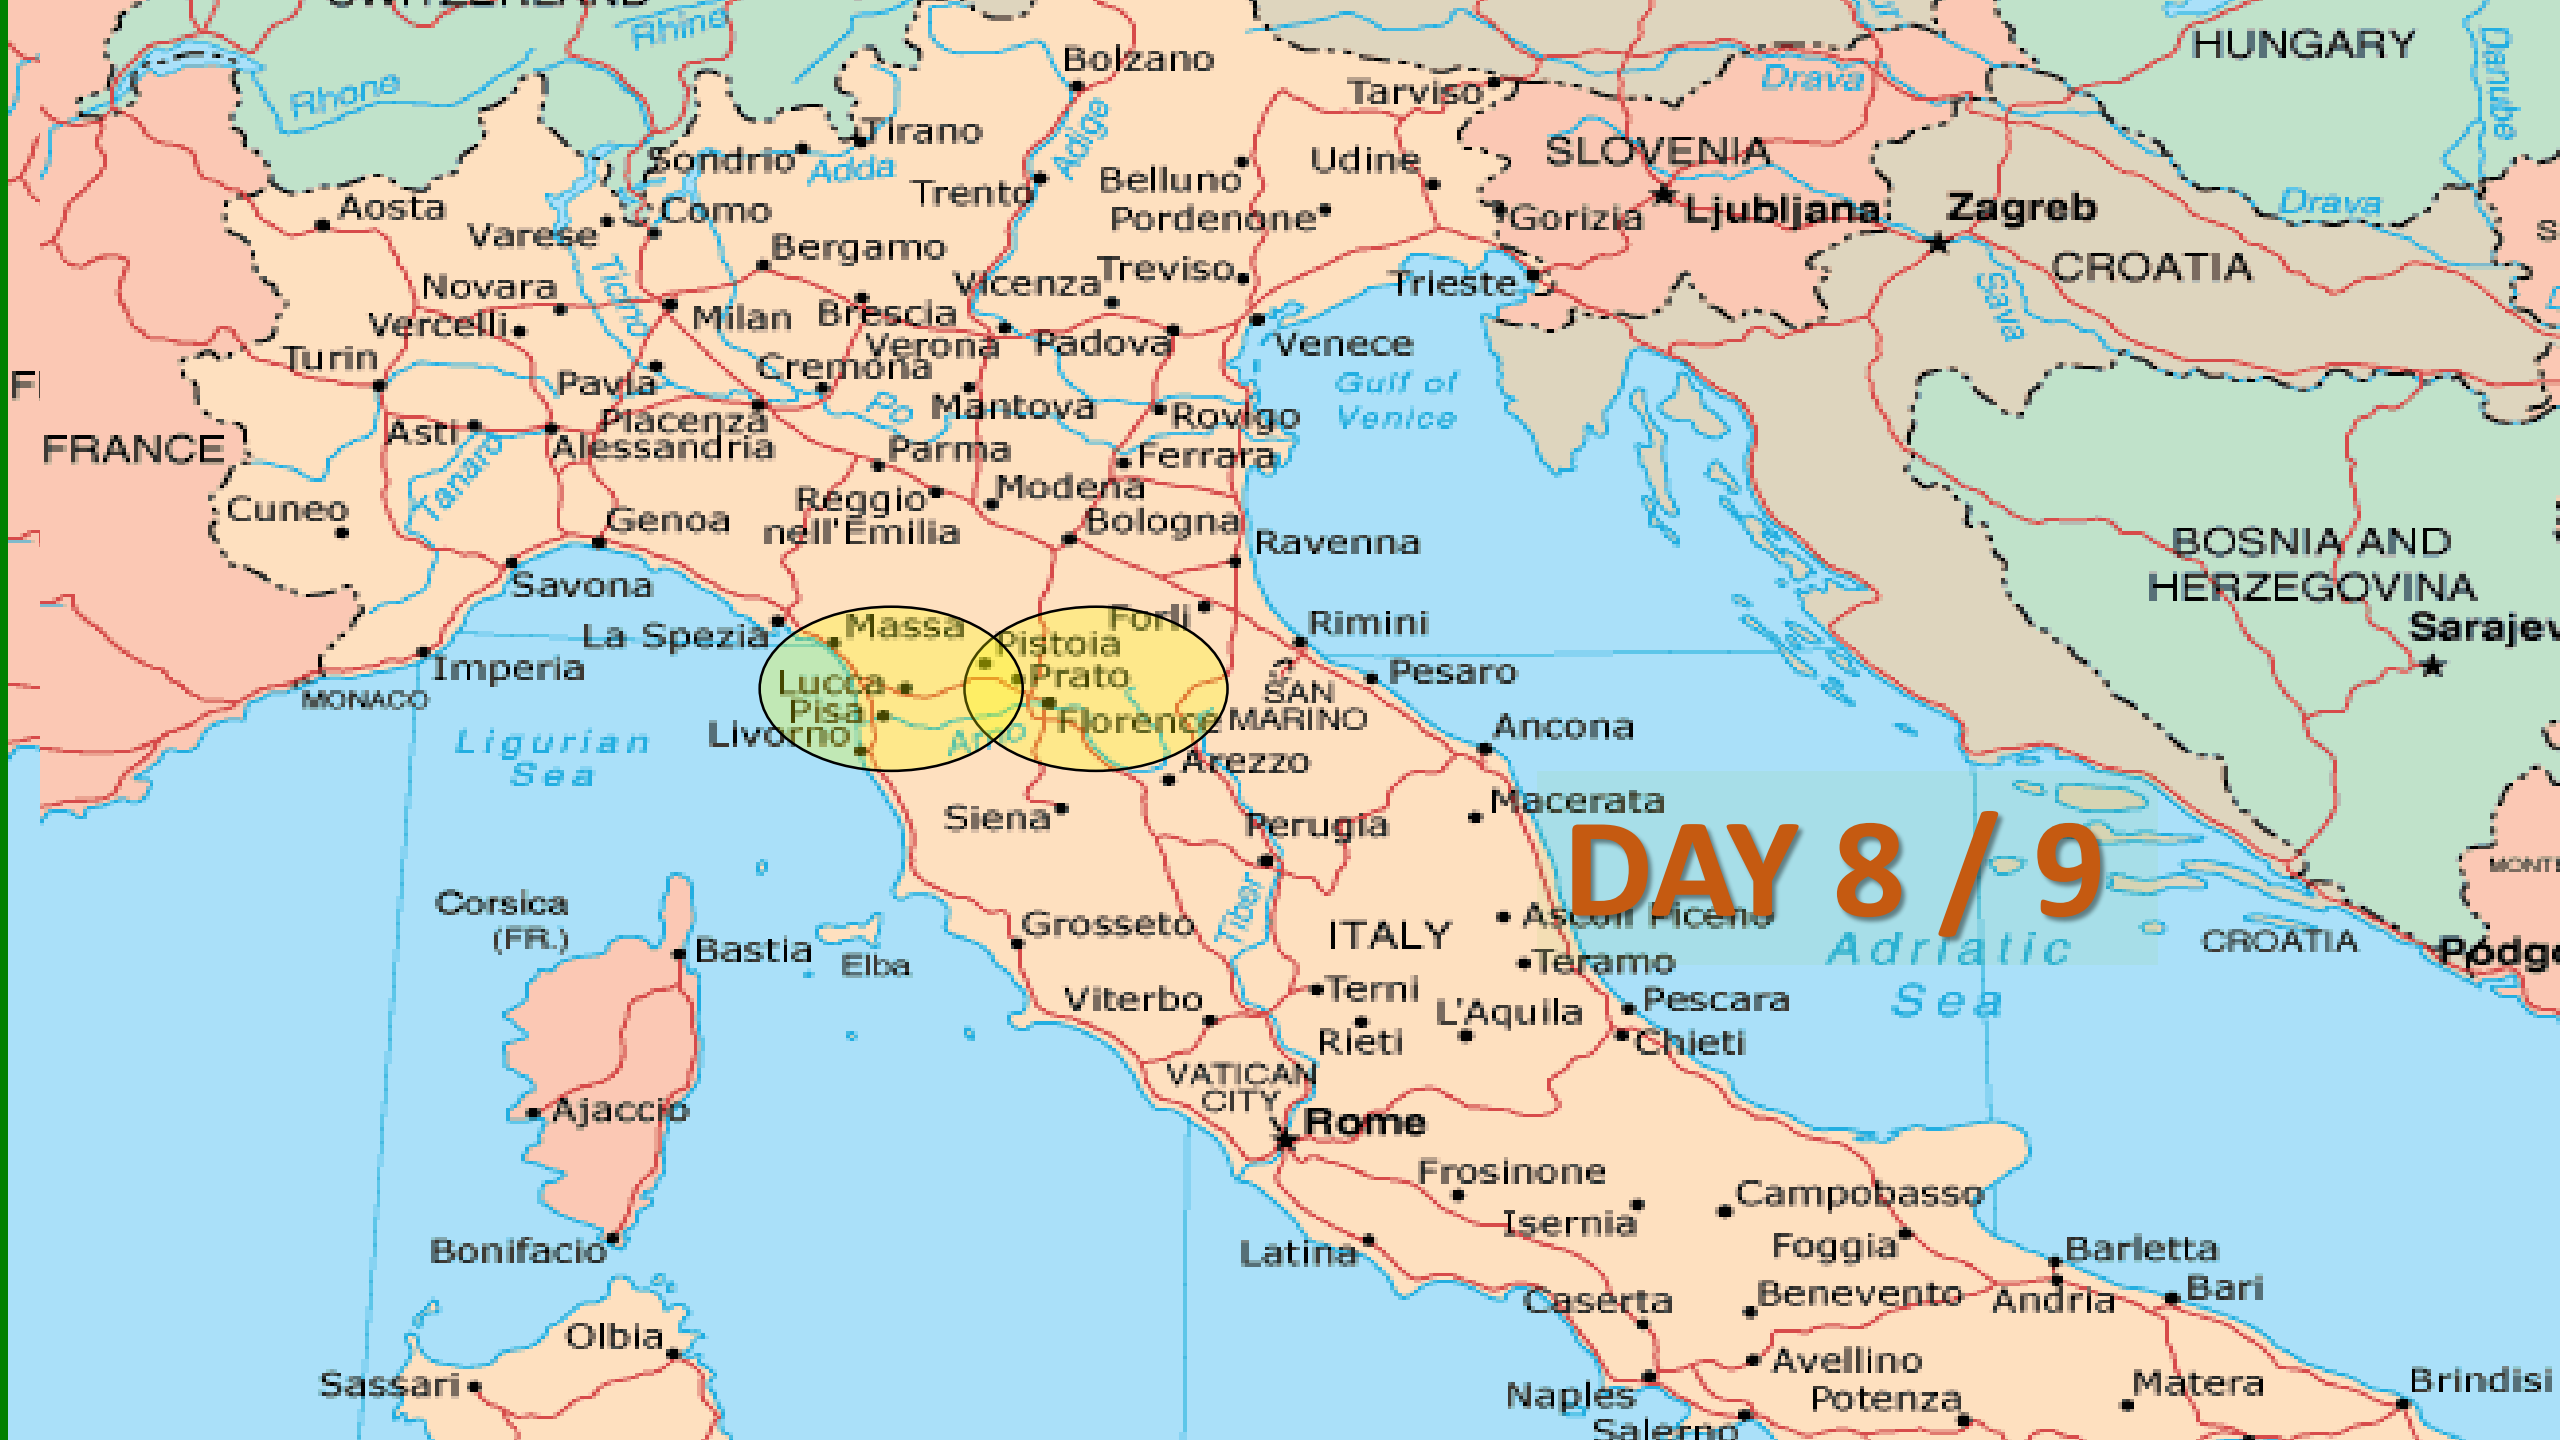 SWITZERLAND
Rhine
Rhone
Bolzano
HUNGARY
Danube
Drava
Tarviso
Tirano
Sondrio
Adda
Adige
Trento
Belluno
Udine
SLOVENIA
Pordenone
Gorizia
Ljubljana
Zagreb
Drava
Aosta
Varese
Como
Bergamo
Ticino
Novara
Vicenza
Treviso
Trieste
CROATIA
Sava
Vercelli
Milan
Brescia
Verona
Padova
Venece
Turin
Pavia
Cremona
Gulf of
Venice
Po
Mantova
Rovigo
Piacenza
Asti
Alessandria
FRANCE
Parma
Ferrara
Tanaro
Cuneo
Reggio
nell'Emilia
Modena
Genoa
Bologna
Ravenna
BOSNIA AND
HERZEGOVINA
Savona
La Spezia
Massa
Pistoia
Forli
Rimini
Imperia
MONACO
Lucca
Prato
Pesaro
SAN
MARINO
Pisa
Florence
Livorno
Arno
Ligurian
Sea
Arezzo
Ancona
Siena
Perugia
Macerata
DAY 8 / 9
Tiber
Corsica
(FR.)
Bastia
Elba
Grosseto
ITALY
Ascoli Piceno
Teramo
Adriatic
Sea
CROATIA
Viterbo
Terni
Rieti
L'Aquila
Pescara
Chieti
VATICAN
CITY
Rome
Ajaccio
Frosinone
Isernia
Campobasso
Latina
Foggia
Barletta
Bonifacio
Caserta
Benevento
Andria
Bari
Olbia
Sassari
Avellino
Naples
Potenza
Matera
Brindisi
Salerno